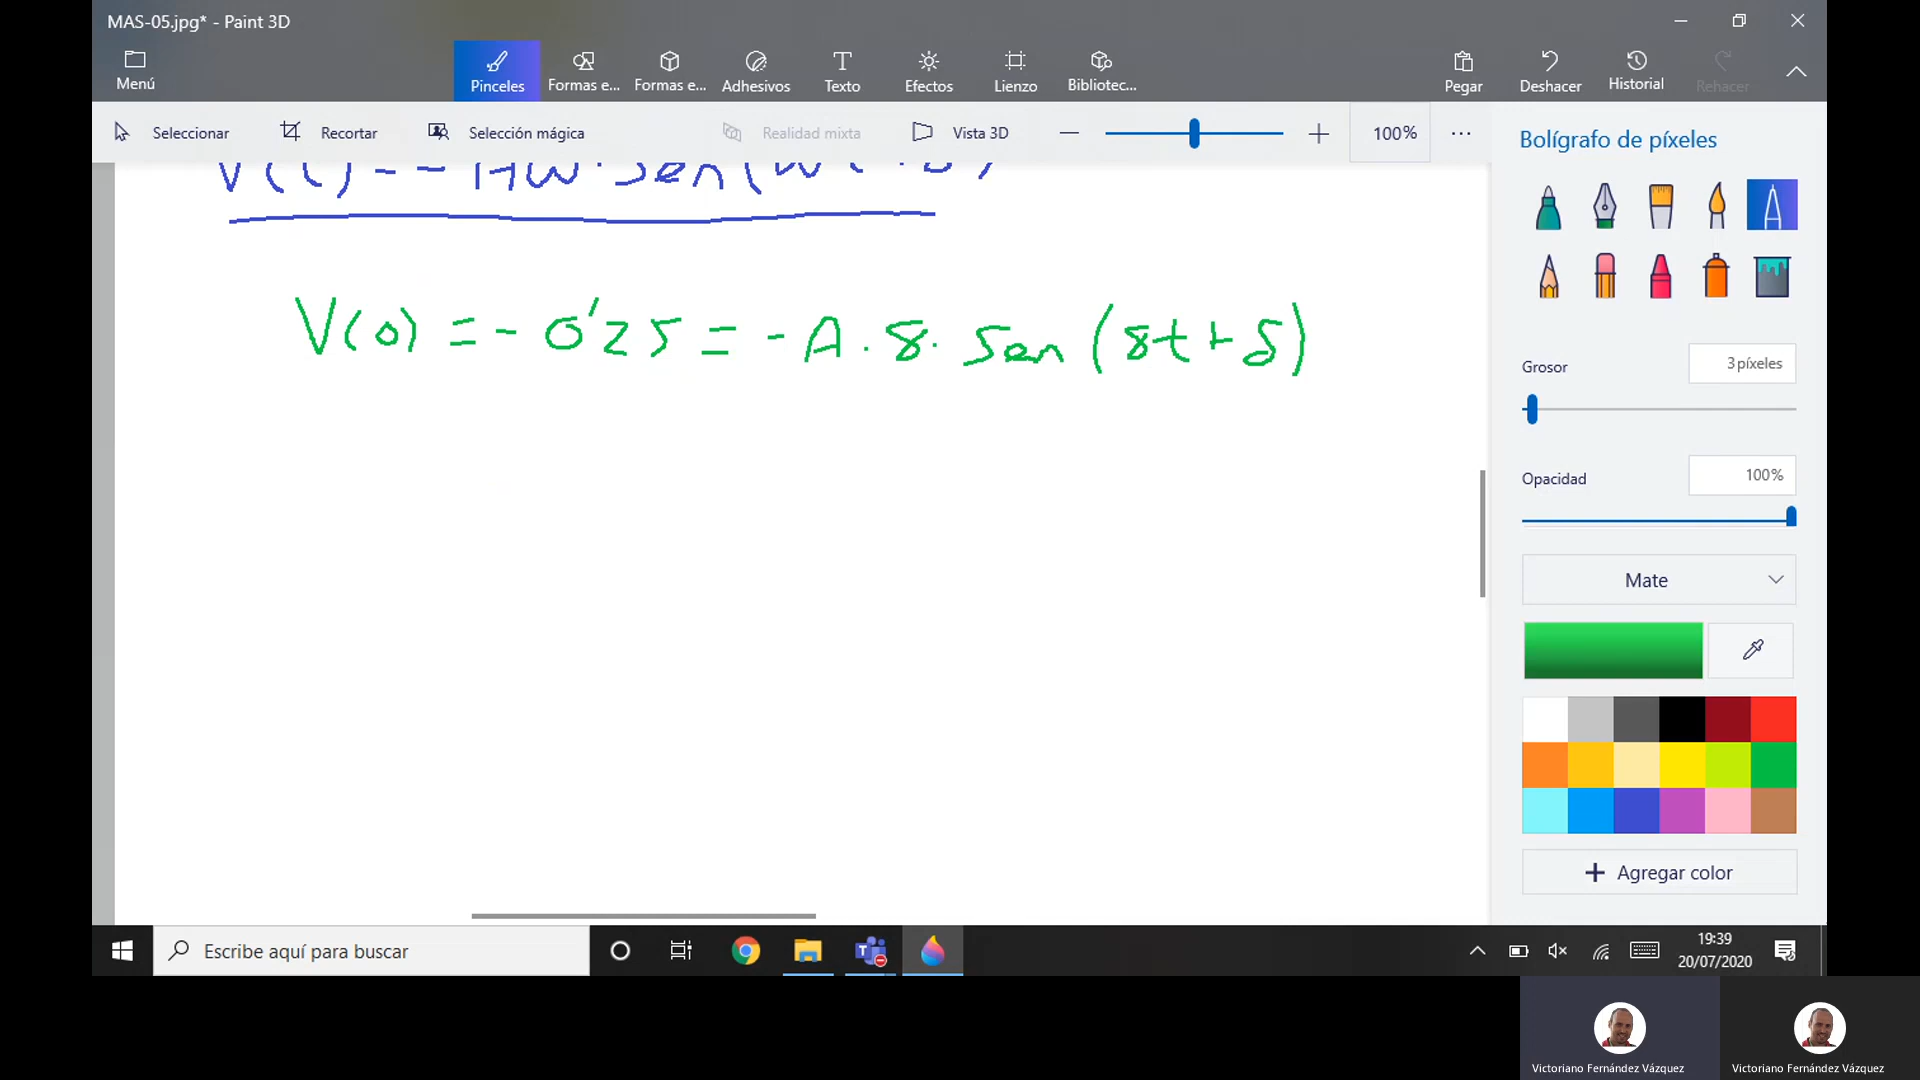 MAS-05.jpg* - Paint 3D
Menú
Pinceles
Formas e...
Formas e...
Adhesivos
Texto
Efectos
Lienzo
Bibliotec...
Pegar
Deshacer
Historial
Rehacer
Seleccionar
Recortar
Selección mágica
Realidad mixta
Vista 3D
100%
Bolígrafo de píxeles
V(t) = - Aω · sen(ωt + δ)
V(0) = - 0'25 = - A · 8 · sen (8t + δ)
Grosor
3 píxeles
Opacidad
100%
Mate
Agregar color
Escribe aquí para buscar
19:39
20/07/2020
Victoriano Fernández Vázquez
Victoriano Fernández Vázquez